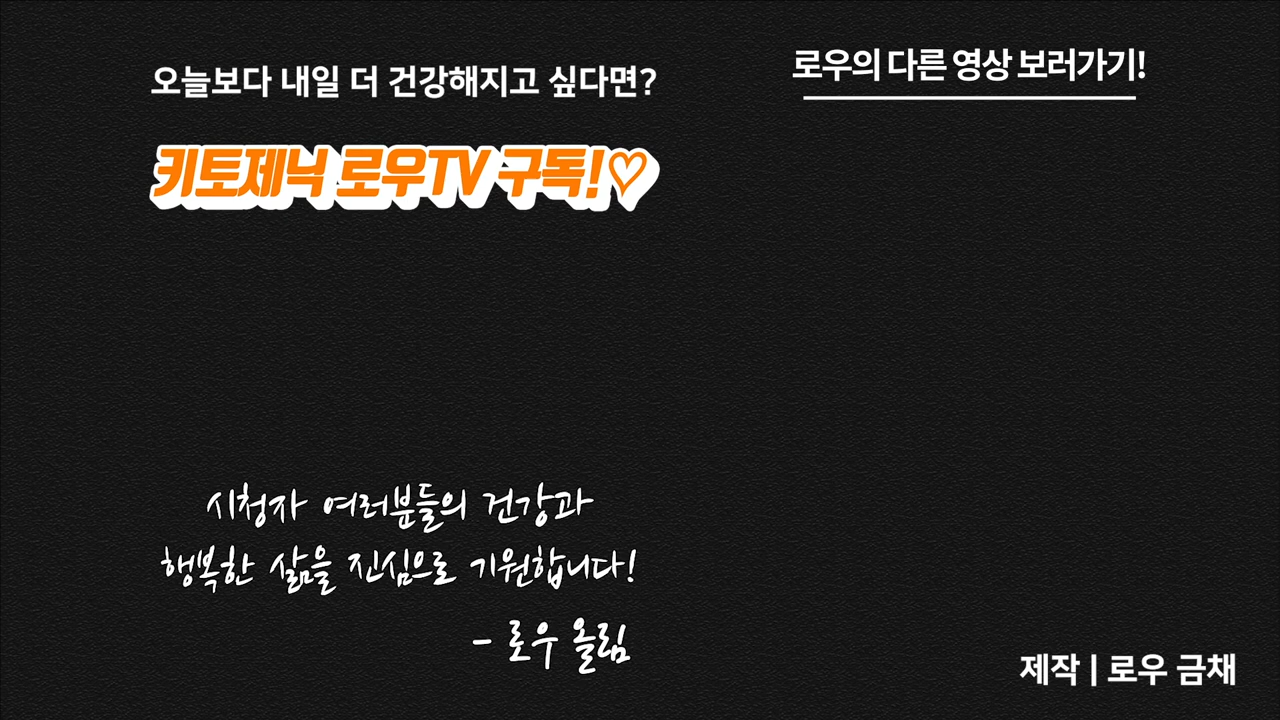 오늘보다 내일 더 건강해지고 싶다면?
키토제닉 로우TV 구독!♡
로우의 다른 영상 보러가기!
시청자 여러분들의 건강과
행복한 삶을 진심으로 기원합니다!
- 로우 올림
제작 | 로우 금채